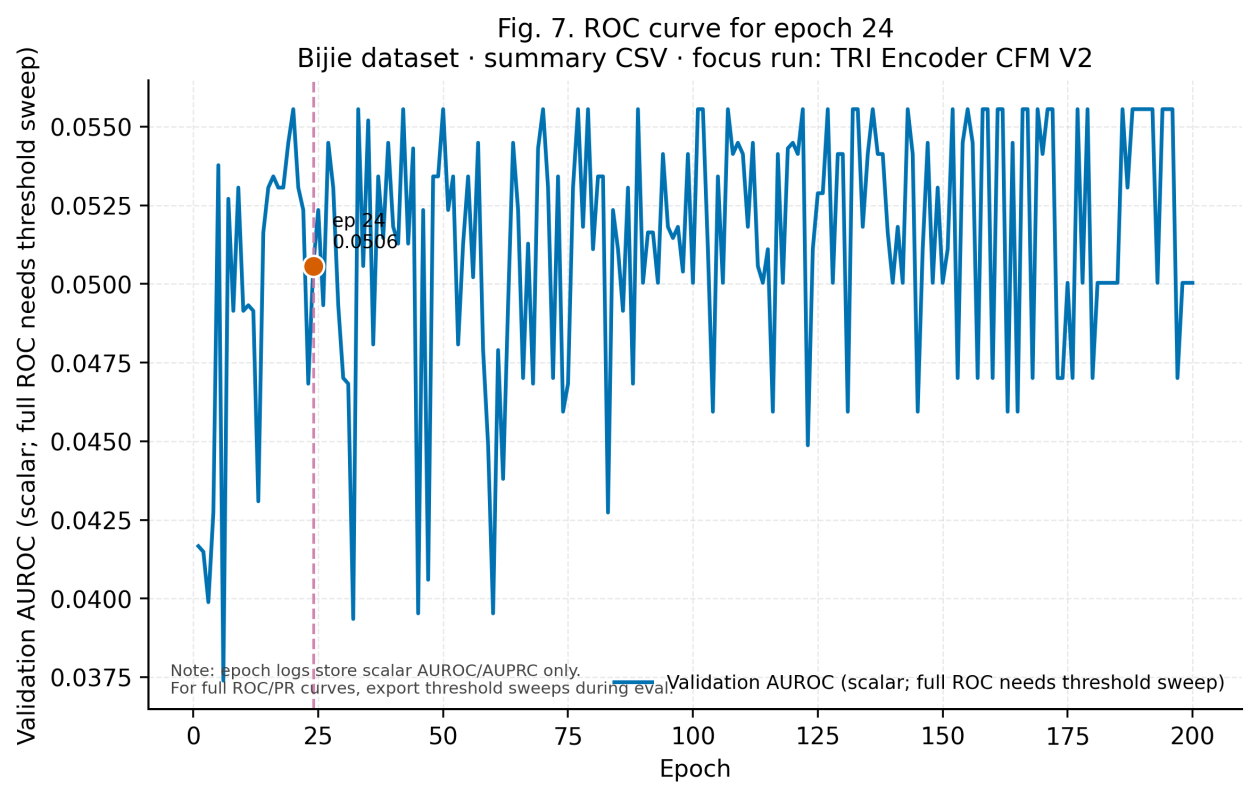 Fig. 7. ROC curve for epoch 24
Bijie dataset · summary CSV · focus run: TRI Encoder CFM V2
Validation AUROC (scalar; full ROC needs threshold sweep)
0.0550
0.0525
0.0500
0.0475
0.0450
0.0425
0.0400
0.0375
ep 24
0.0506
Note: epoch logs store scalar AUROC/AUPRC only.
For full ROC/PR curves, export threshold sweeps during eval.
Validation AUROC (scalar; full ROC needs threshold sweep)
0 25 50 75 100 125 150 175 200
Epoch